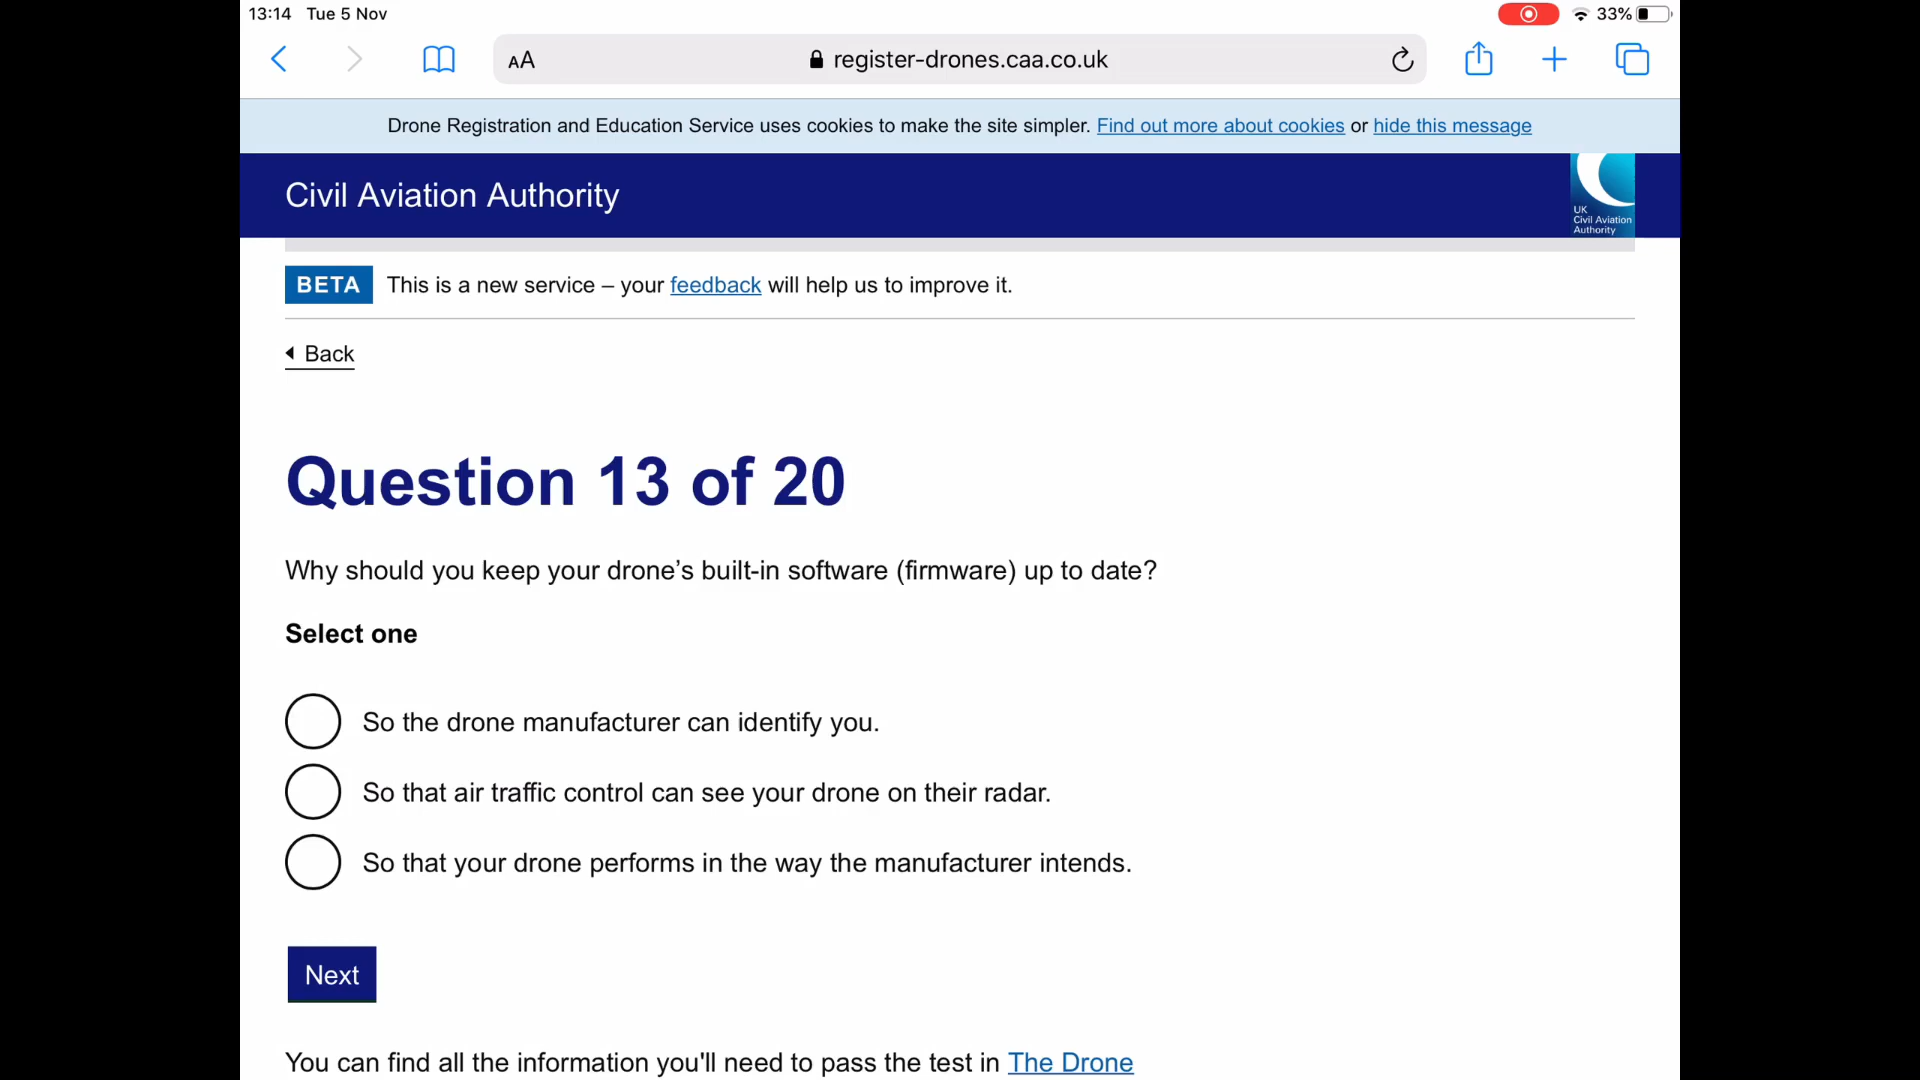 13:14 Tue 5 Nov 33%
AA register-drones.caa.co.uk
Drone Registration and Education Service uses cookies to make the site simpler. Find out more about cookies or hide this message
Civil Aviation Authority
UK
Civil Aviation
Authority
BETA This is a new service – your feedback will help us to improve it.
Back
Question 13 of 20
Why should you keep your drone’s built-in software (firmware) up to date?
Select one
So the drone manufacturer can identify you.
So that air traffic control can see your drone on their radar.
So that your drone performs in the way the manufacturer intends.
Next
You can find all the information you'll need to pass the test in The Drone